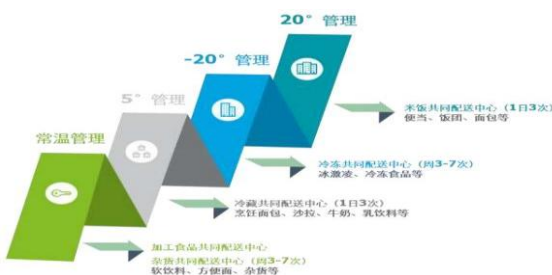 20° 管理
-20° 管理
5° 管理
常温管理
米饭共同配送中心（1日3次）
便当、饭团、面包等
冷冻共同配送中心（周3-7次）
冰激凌、冷冻食品等
冷藏共同配送中心（1日3次）
烹饪面包、沙拉、牛奶、乳饮料等
加工食品共同配送中心
杂货共同配送中心（周3-7次）
软饮料、方便面、杂货等